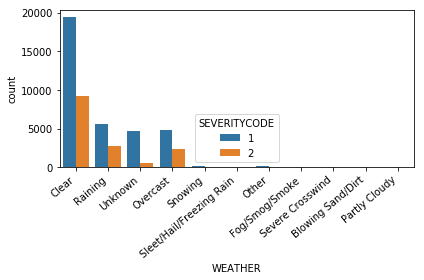 20000
15000
10000
5000
0
count
SEVERITYCODE
1
2
Clear
Raining
Unknown
Overcast
Snowing
Sleet/Hail/Freezing Rain
Other
Fog/Smog/Smoke
Severe Crosswind
Blowing Sand/Dirt
Partly Cloudy
WEATHER